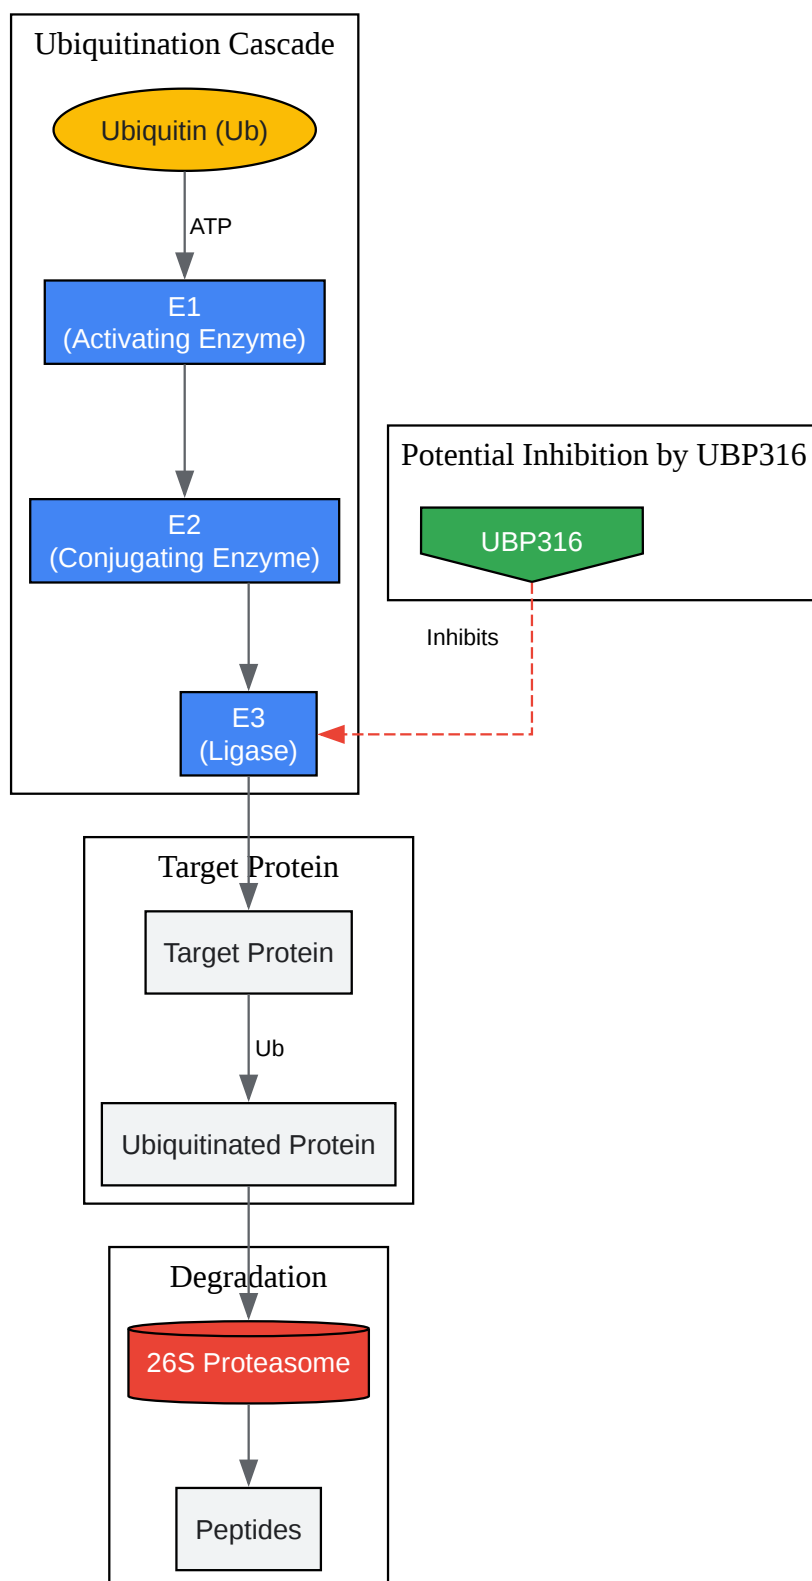 Ubiquitination Cascade
Ubiquitin (Ub)
ATP
E1
(Activating Enzyme)
E2
(Conjugating Enzyme)
Potential Inhibition by UBP316
UBP316
Inhibits
E3
(Ligase)
Target Protein
Target Protein
Ub
Ubiquitinated Protein
Degradation
26S Proteasome
Peptides